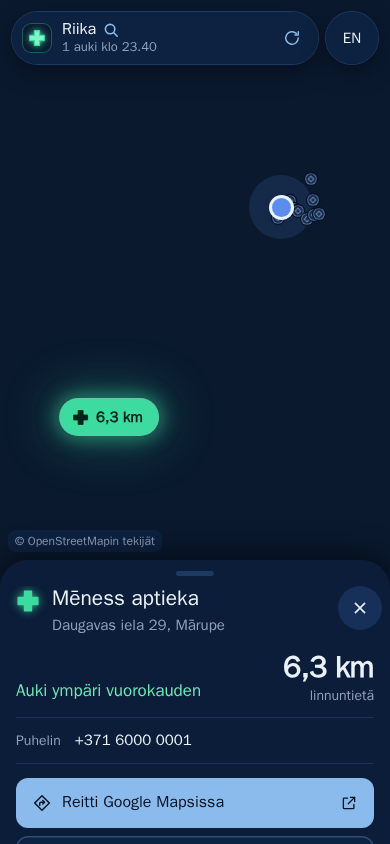 Riika
1 auki klo 23.40
EN
6,3 km
© OpenStreetMapin tekijät
Mēness aptieka
Daugavas iela 29, Mārupe
6,3 km
Auki ympäri vuorokauden
linnuntietä
Puhelin +371 6000 0001
Reitti Google Mapsissa